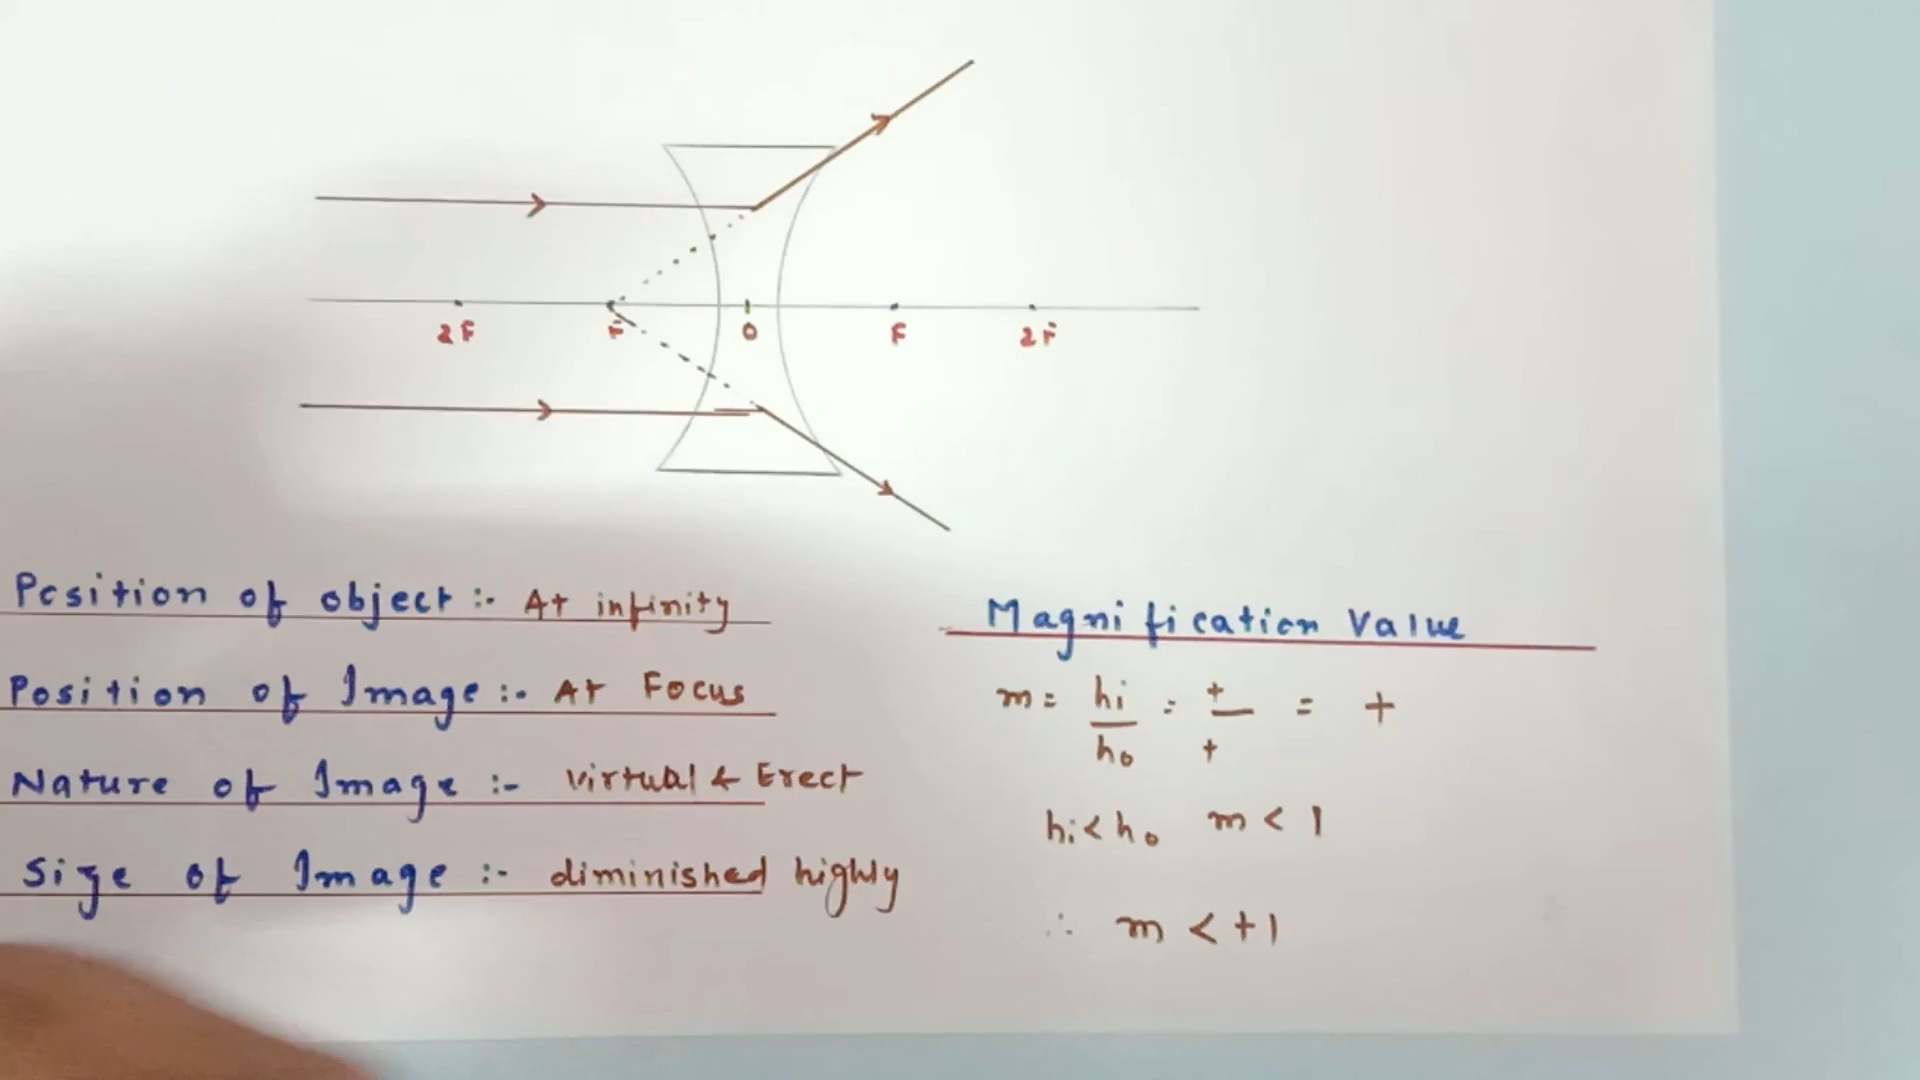 2F F O F 2F
Position of object :- At infinity
Position of Image :- At Focus
Nature of Image :- Virtual & Erect
Size of Image :- diminished highly
Magnification Value
m = hi/ho = +/+ = +
hi < ho m < 1
∴ m < +1